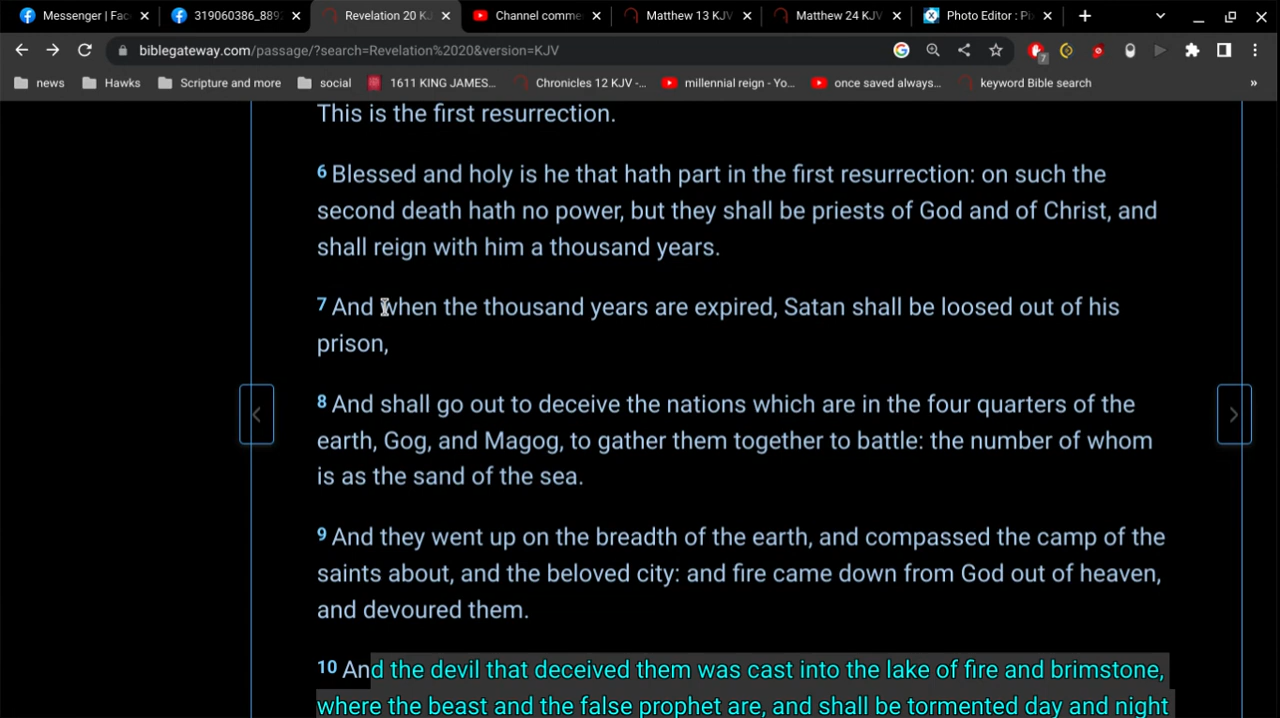 Messenger | Fac
319060386_889
Revelation 20 KJ
Channel comme
Matthew 13 KJV
Matthew 24 KJV
Photo Editor : Pi
biblegateway.com/passage/?search=Revelation%2020&version=KJV
7
news
Hawks
Scripture and more
social
1611 KING JAMES...
Chronicles 12 KJV -...
millennial reign - Yo...
once saved always...
keyword Bible search
»
This is the first resurrection.
6 Blessed and holy is he that hath part in the first resurrection: on such the
second death hath no power, but they shall be priests of God and of Christ, and
shall reign with him a thousand years.
7 And when the thousand years are expired, Satan shall be loosed out of his
prison,
8 And shall go out to deceive the nations which are in the four quarters of the
earth, Gog, and Magog, to gather them together to battle: the number of whom
is as the sand of the sea.
9 And they went up on the breadth of the earth, and compassed the camp of the
saints about, and the beloved city: and fire came down from God out of heaven,
and devoured them.
10 And the devil that deceived them was cast into the lake of fire and brimstone,
where the beast and the false prophet are, and shall be tormented day and night